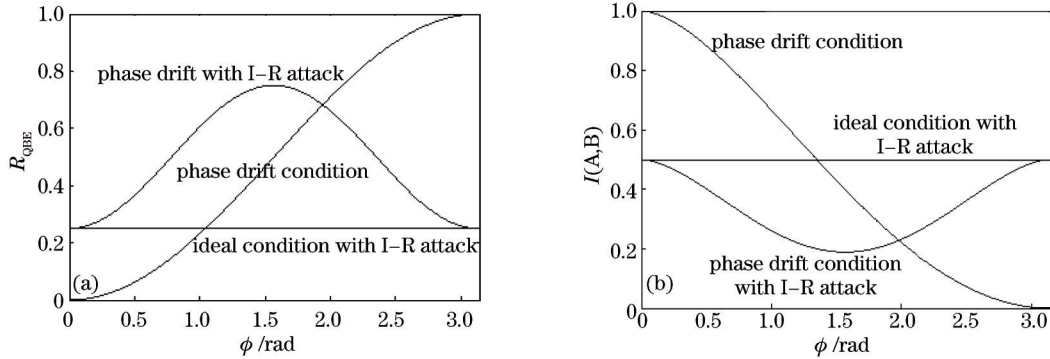 1.0
0.8
0.6
0.4
0.2
0
R_QBE
phase drift with I–R attack
phase drift condition
ideal condition with I–R attack
(a)
0 0.5 1.0 1.5 2.0 2.5 3.0
ϕ /rad
1.0
0.8
0.6
0.4
0.2
0
I(A,B)
phase drift condition
ideal condition with
I–R attack
phase drift condition
with I–R attack
(b)
0 0.5 1.0 1.5 2.0 2.5 3.0
ϕ /rad